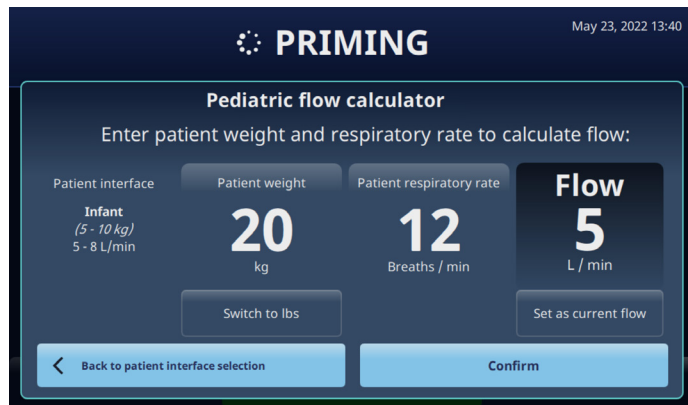 PRIMING
May 23, 2022 13:40
Pediatric flow calculator
Enter patient weight and respiratory rate to calculate flow:
Patient interface
Infant
(5 - 10 kg)
5 - 8 L/min
Patient weight
20
kg
Switch to lbs
Patient respiratory rate
12
Breaths / min
Flow
5
L / min
Set as current flow
Back to patient interface selection
Confirm